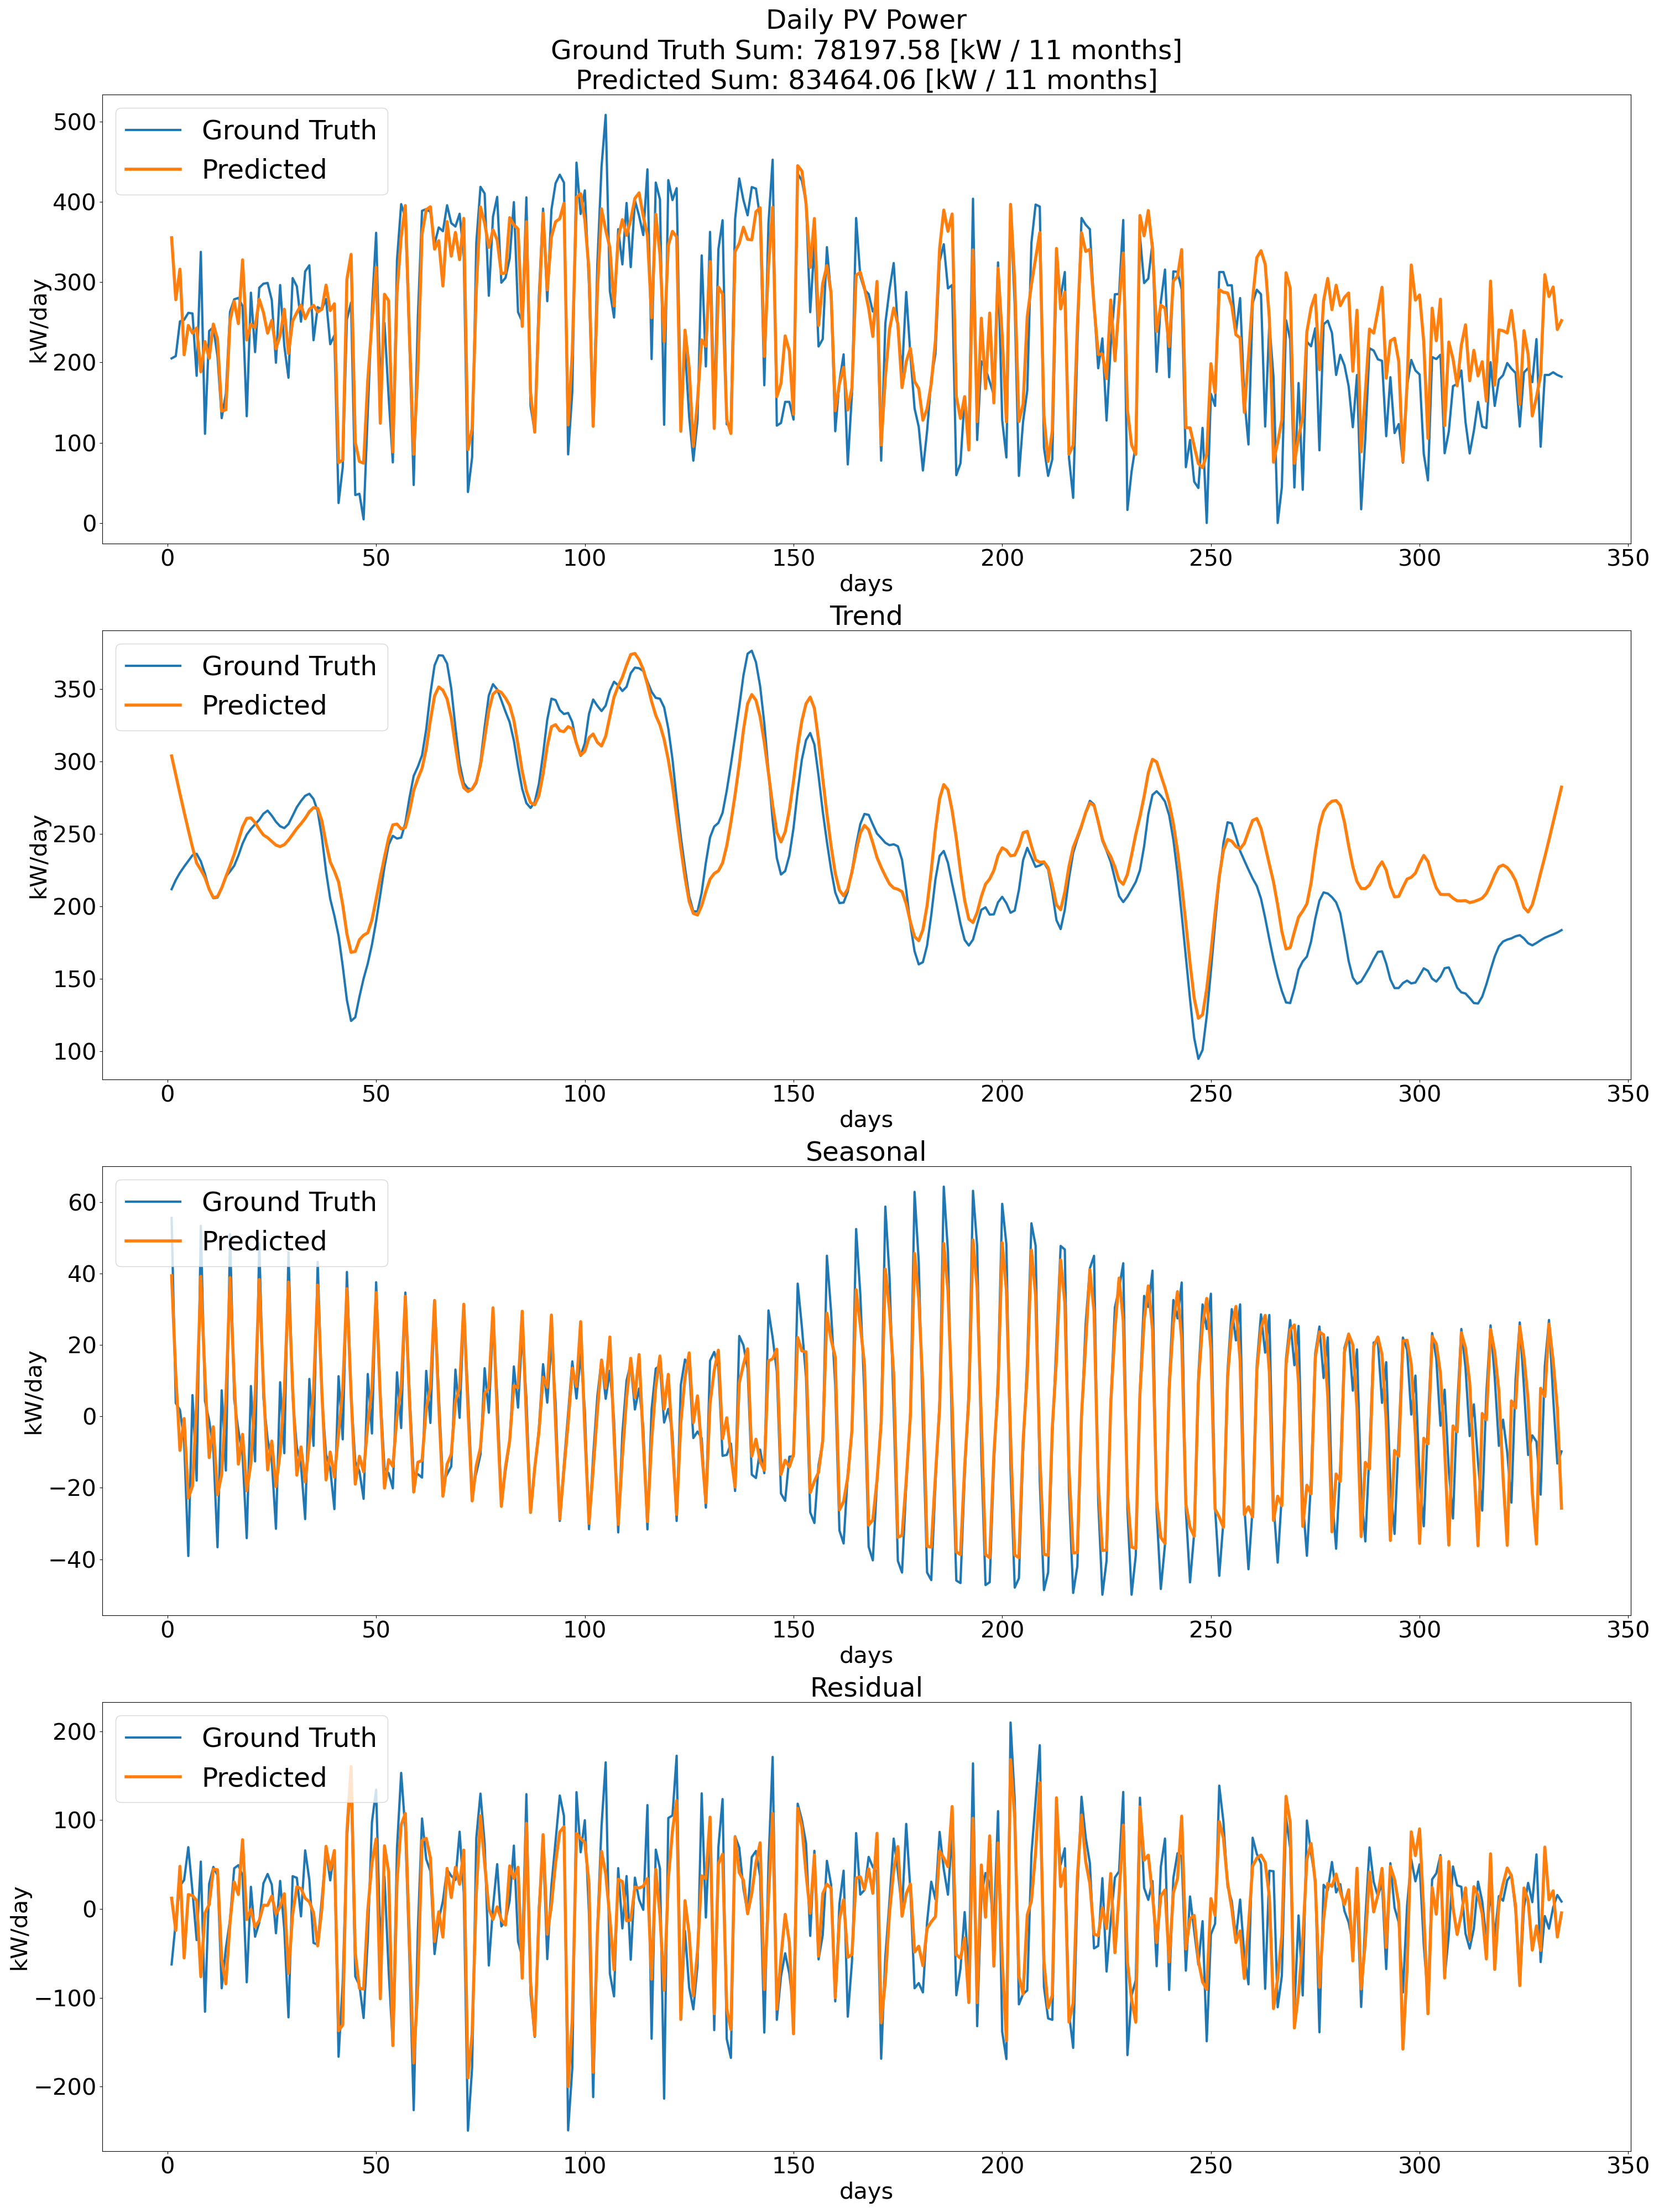 Daily PV Power
Ground Truth Sum: 78197.58 [kW / 11 months]
Predicted Sum: 83464.06 [kW / 11 months]
Ground Truth
Predicted
kW/day
500
400
300
200
100
0
0 50 100 150 200 250 300 350
days
Trend
Ground Truth
Predicted
kW/day
350
300
250
200
150
100
0 50 100 150 200 250 300 350
days
Seasonal
Ground Truth
Predicted
kW/day
60
40
20
0
−20
−40
0 50 100 150 200 250 300 350
days
Residual
Ground Truth
Predicted
kW/day
200
100
0
−100
−200
0 50 100 150 200 250 300 350
days